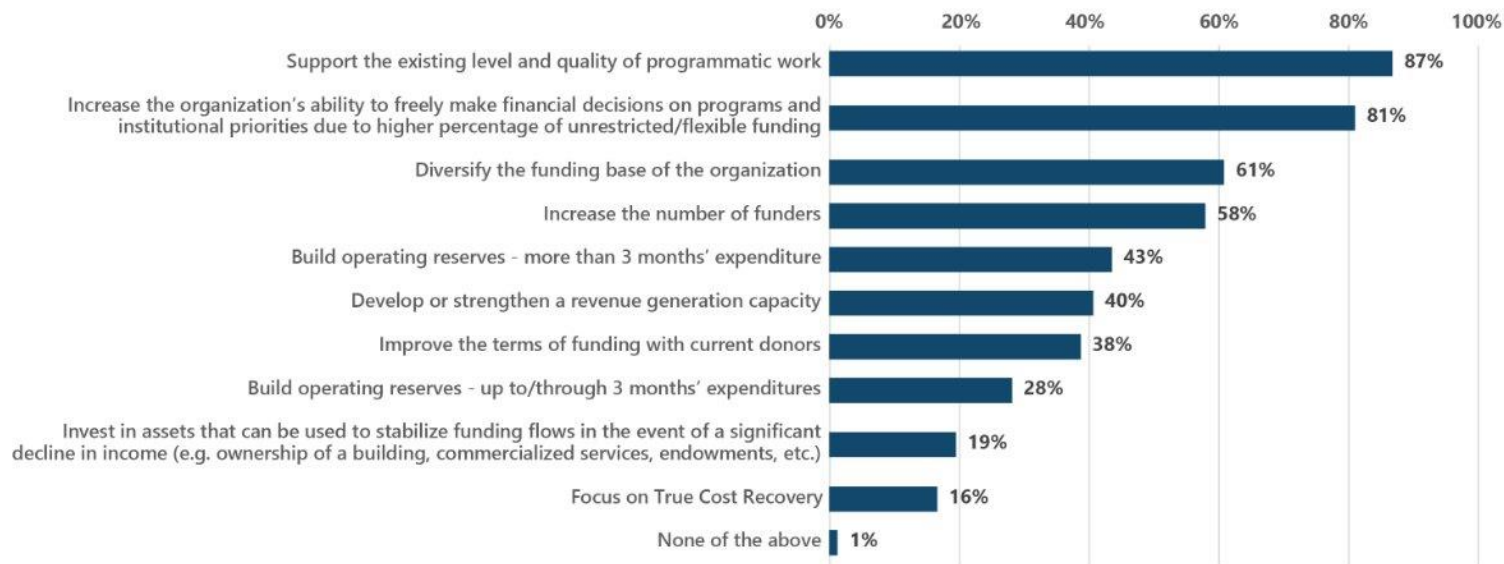 0% 20% 40% 60% 80% 100%
Support the existing level and quality of programmatic work 87%
Increase the organization’s ability to freely make financial decisions on programs and
institutional priorities due to higher percentage of unrestricted/flexible funding 81%
Diversify the funding base of the organization 61%
Increase the number of funders 58%
Build operating reserves - more than 3 months’ expenditure 43%
Develop or strengthen a revenue generation capacity 40%
Improve the terms of funding with current donors 38%
Build operating reserves - up to/through 3 months’ expenditures 28%
Invest in assets that can be used to stabilize funding flows in the event of a significant
decline in income (e.g. ownership of a building, commercialized services, endowments, etc.) 19%
Focus on True Cost Recovery 16%
None of the above 1%